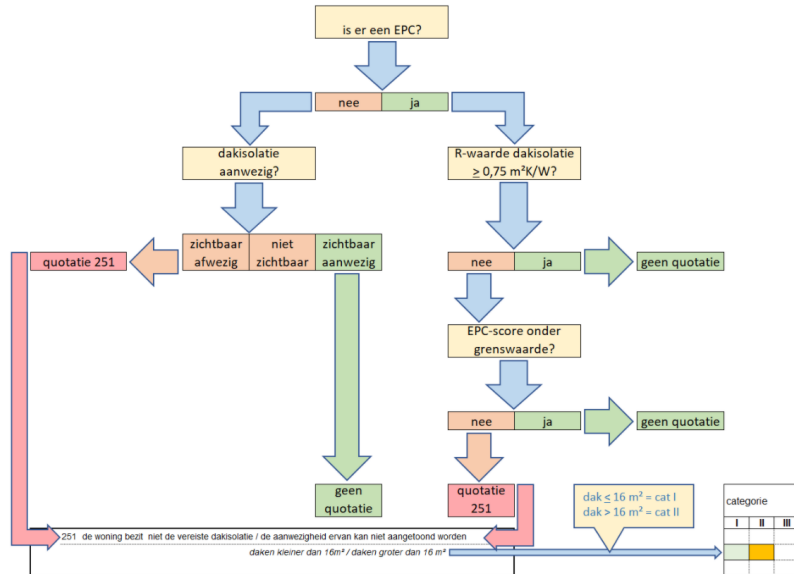 is er een EPC?
nee
ja
dakisolatie
aanwezig?
R-waarde dakisolatie
≥ 0,75 m²K/W?
zichtbaar
afwezig
niet
zichtbaar
zichtbaar
aanwezig
quotatie 251
nee
ja
geen quotatie
EPC-score onder
grenswaarde?
nee
ja
geen quotatie
geen
quotatie
quotatie
251
dak ≤ 16 m² = cat I
dak > 16 m² = cat II
categorie
I
II
III
251 de woning bezit niet de vereiste dakisolatie / de aanwezigheid ervan kan niet aangetoond worden
daken kleiner dan 16m² / daken groter dan 16 m²